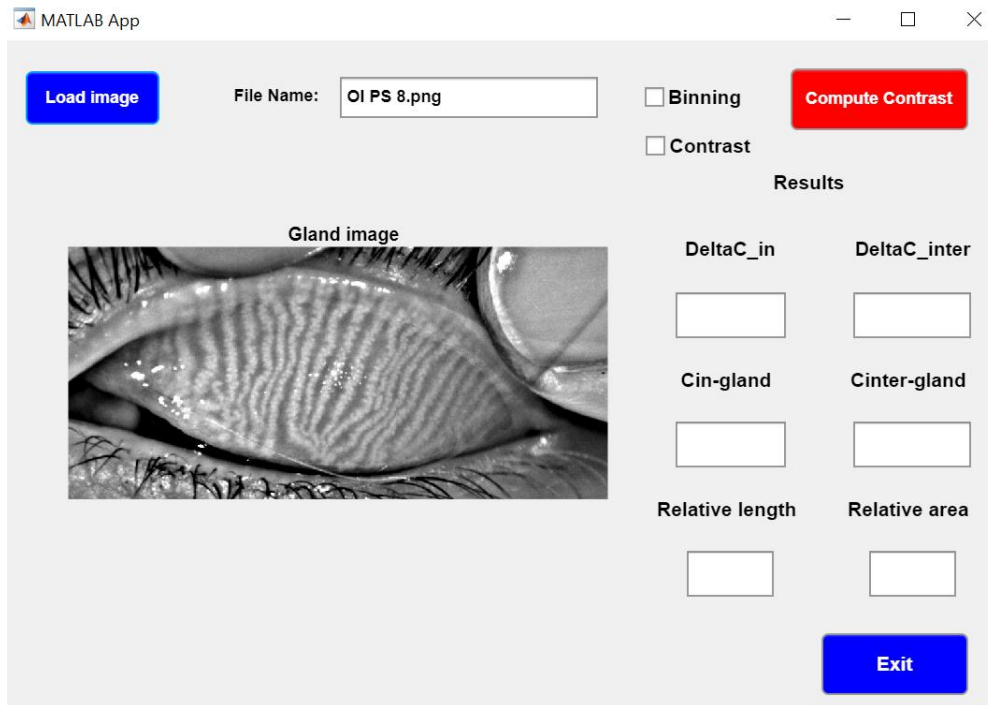 MATLAB App
Load image
File Name:
OI PS 8.png
Binning
Compute Contrast
Contrast
Results
Gland image
DeltaC_in
DeltaC_inter
Cin-gland
Cinter-gland
Relative length
Relative area
Exit